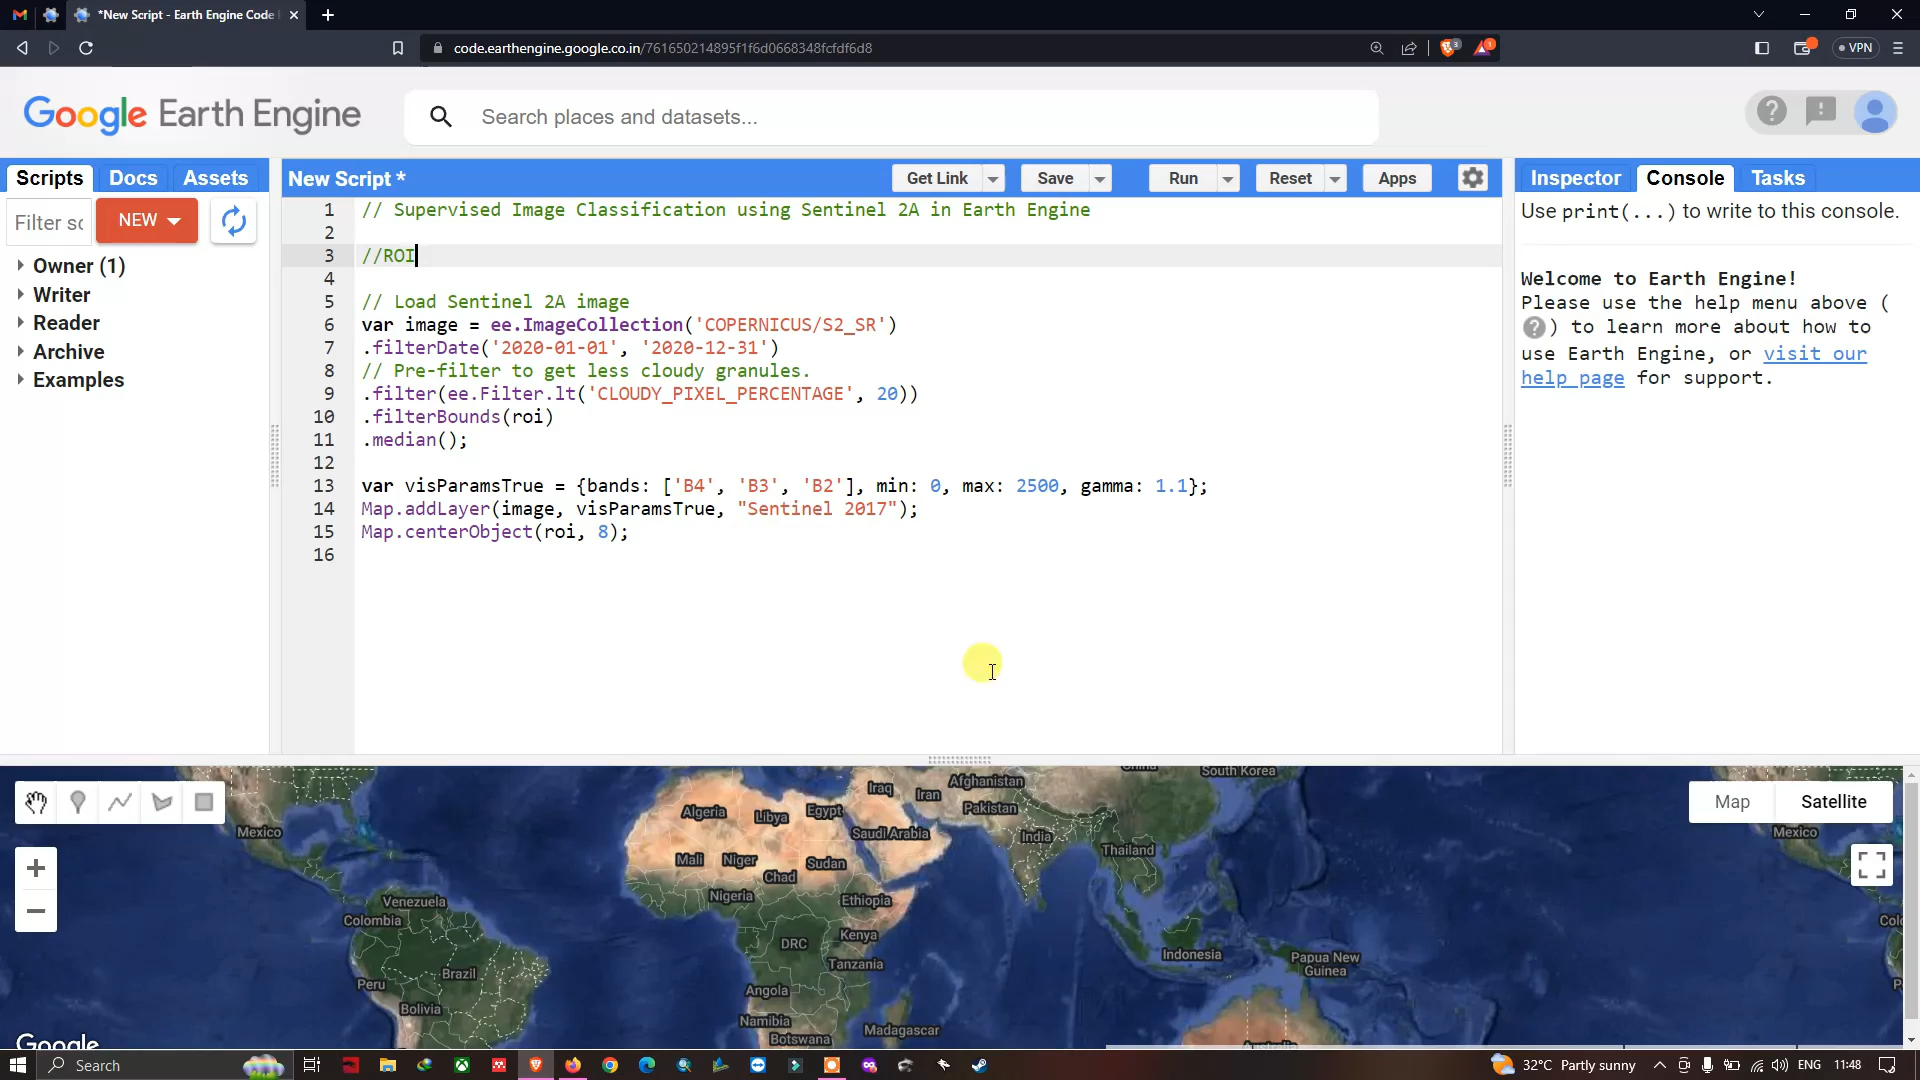 *New Script - Earth Engine Code
code.earthengine.google.co.in/761650214895f1f6d0668348fcfdf6d8
3
1
VPN
Google Earth Engine
Search places and datasets...
Scripts Docs Assets
Filter sc NEW
Owner (1)
Writer
Reader
Archive
Examples
New Script *
Get Link Save Run Reset Apps
1 // Supervised Image Classification using Sentinel 2A in Earth Engine
2
3 //ROI
4
5 // Load Sentinel 2A image
6 var image = ee.ImageCollection('COPERNICUS/S2_SR')
7 .filterDate('2020-01-01', '2020-12-31')
8 // Pre-filter to get less cloudy granules.
9 .filter(ee.Filter.lt('CLOUDY_PIXEL_PERCENTAGE', 20))
10 .filterBounds(roi)
11 .median();
12
13 var visParamsTrue = {bands: ['B4', 'B3', 'B2'], min: 0, max: 2500, gamma: 1.1};
14 Map.addLayer(image, visParamsTrue, "Sentinel 2017");
15 Map.centerObject(roi, 8);
16
Inspector Console Tasks
Use print(...) to write to this console.
Welcome to Earth Engine!
Please use the help menu above (
?) to learn more about how to
use Earth Engine, or visit our
help page for support.
Map Satellite
South Korea
Afghanistan
Iraq
Iran
Pakistan
Algeria
Libya
Egypt
Saudi Arabia
Mexico
India
Mexico
Thailand
Mali
Niger
Sudan
Chad
Nigeria
Ethiopia
Venezuela
Colombia
Kenya
DRC
Tanzania
Indonesia
Papua New
Guinea
Brazil
Peru
Angola
Bolivia
Namibia
Madagascar
Botswana
Google
Search
32°C Partly sunny
ENG
11:48